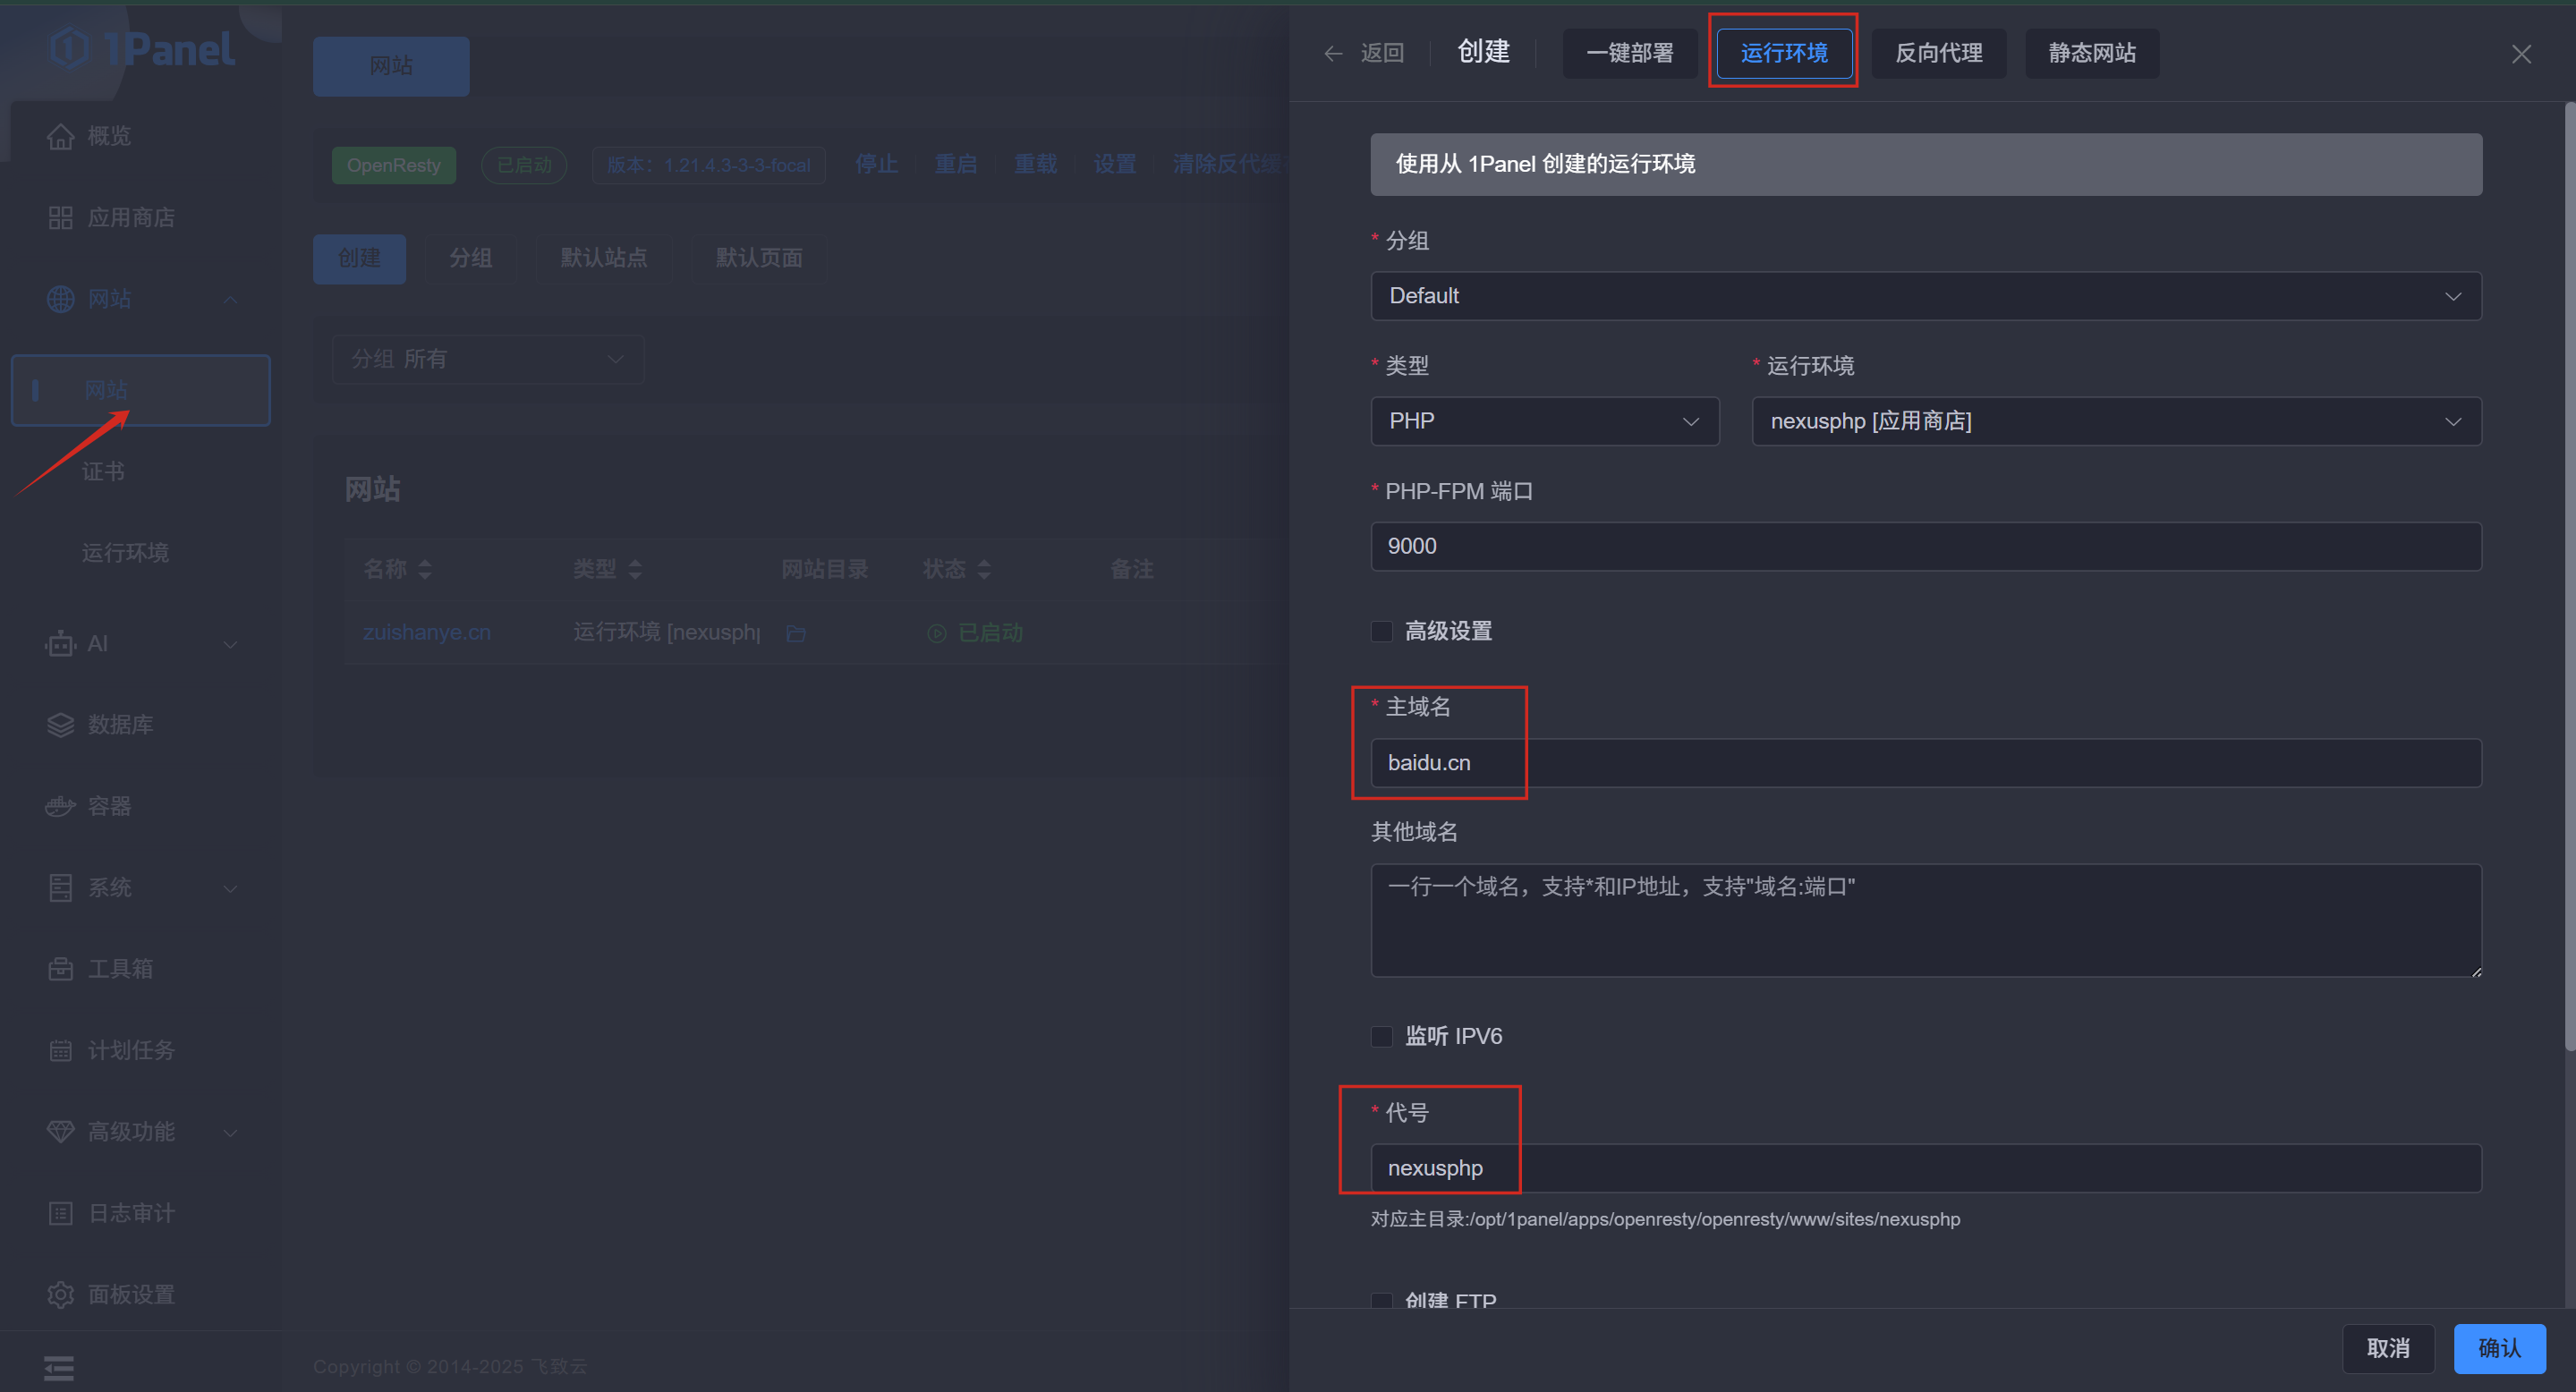 1Panel
概览
应用商店
网站
网站
证书
运行环境
AI
数据库
容器
系统
工具箱
计划任务
高级功能
日志审计
面板设置
网站
OpenResty 已启动 版本：1.21.4.3-3-3-focal 停止 重启 重载 设置 清除反代缓
创建 分组 默认站点 默认页面
分组 所有
网站
名称 类型 网站目录 状态 备注
zuishanye.cn 运行环境 [nexusphp 已启动
Copyright © 2014-2025 飞致云
返回 创建 一键部署 运行环境 反向代理 静态网站
使用从 1Panel 创建的运行环境
* 分组
Default
* 类型 * 运行环境
PHP nexusphp [应用商店]
* PHP-FPM 端口
9000
高级设置
* 主域名
baidu.cn
其他域名
一行一个域名，支持*和IP地址，支持"域名:端口"
监听 IPV6
* 代号
nexusphp
对应主目录:/opt/1panel/apps/openresty/openresty/www/sites/nexusphp
创建 FTP
取消 确认